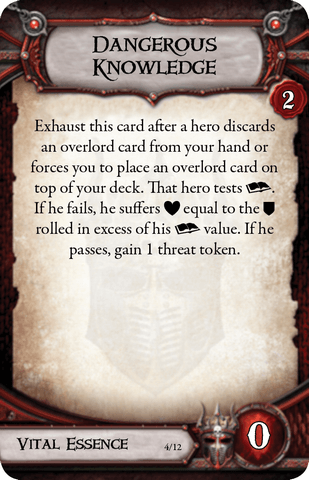 Dangerous
Knowledge
2
Exhaust this card after a hero discards
an overlord card from your hand or
forces you to place an overlord card on
top of your deck. That hero tests .
If he fails, he suffers equal to the
rolled in excess of his value. If he
passes, gain 1 threat token.
Vital Essence
4/12
0